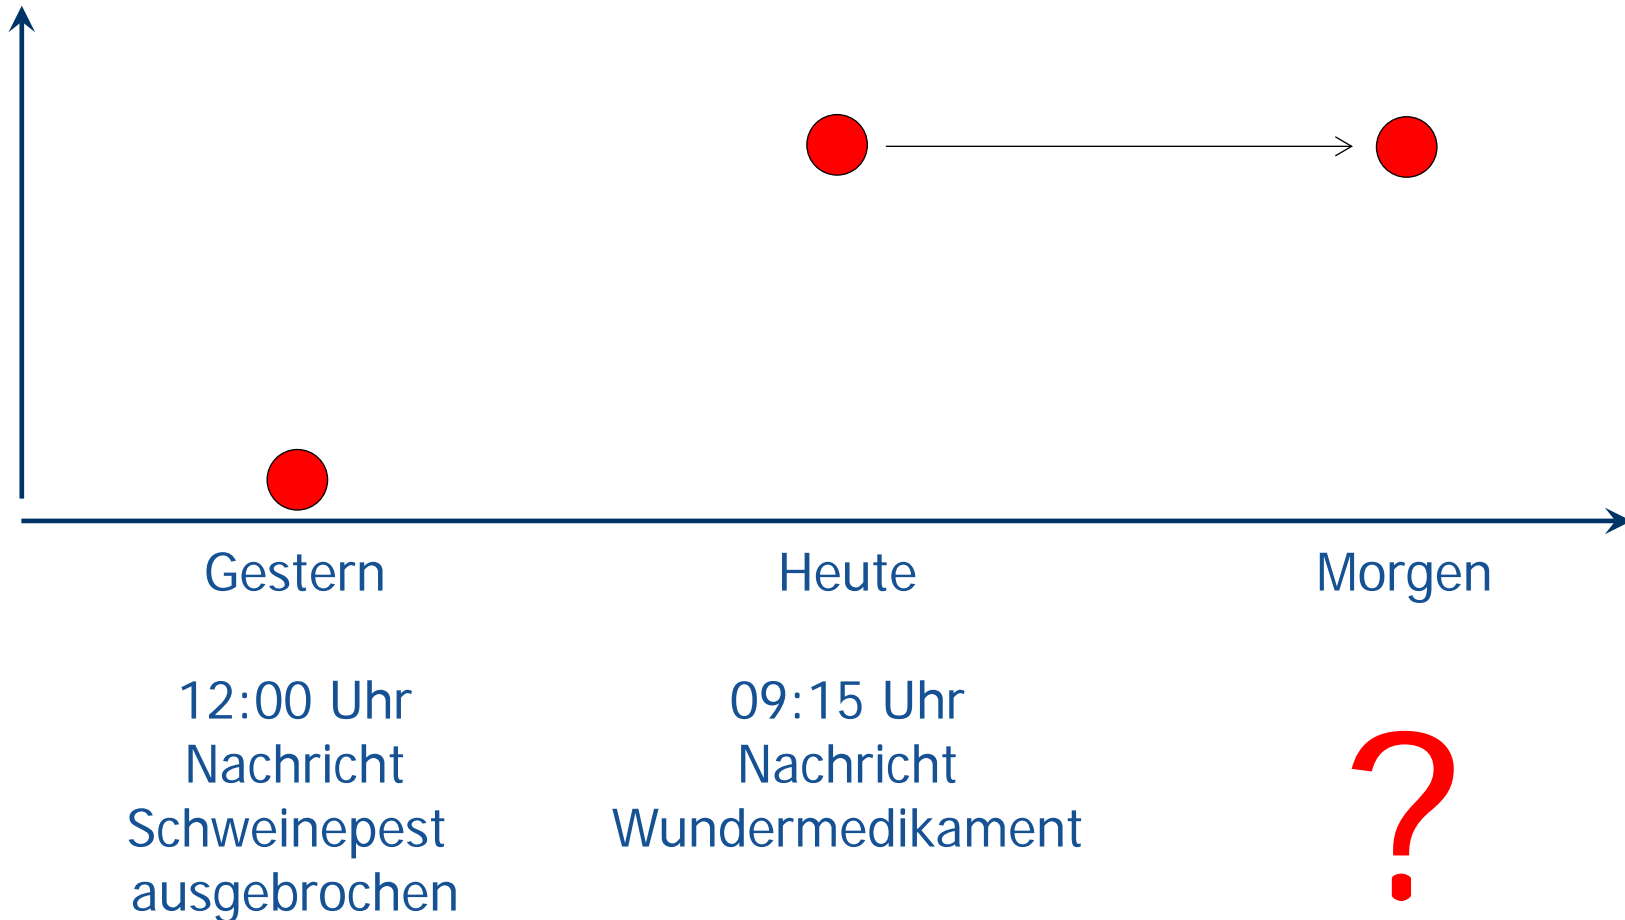 Gestern
Heute
Morgen
12:00 Uhr
Nachricht
Schweinepest
ausgebrochen
09:15 Uhr
Nachricht
Wundermedikament
?